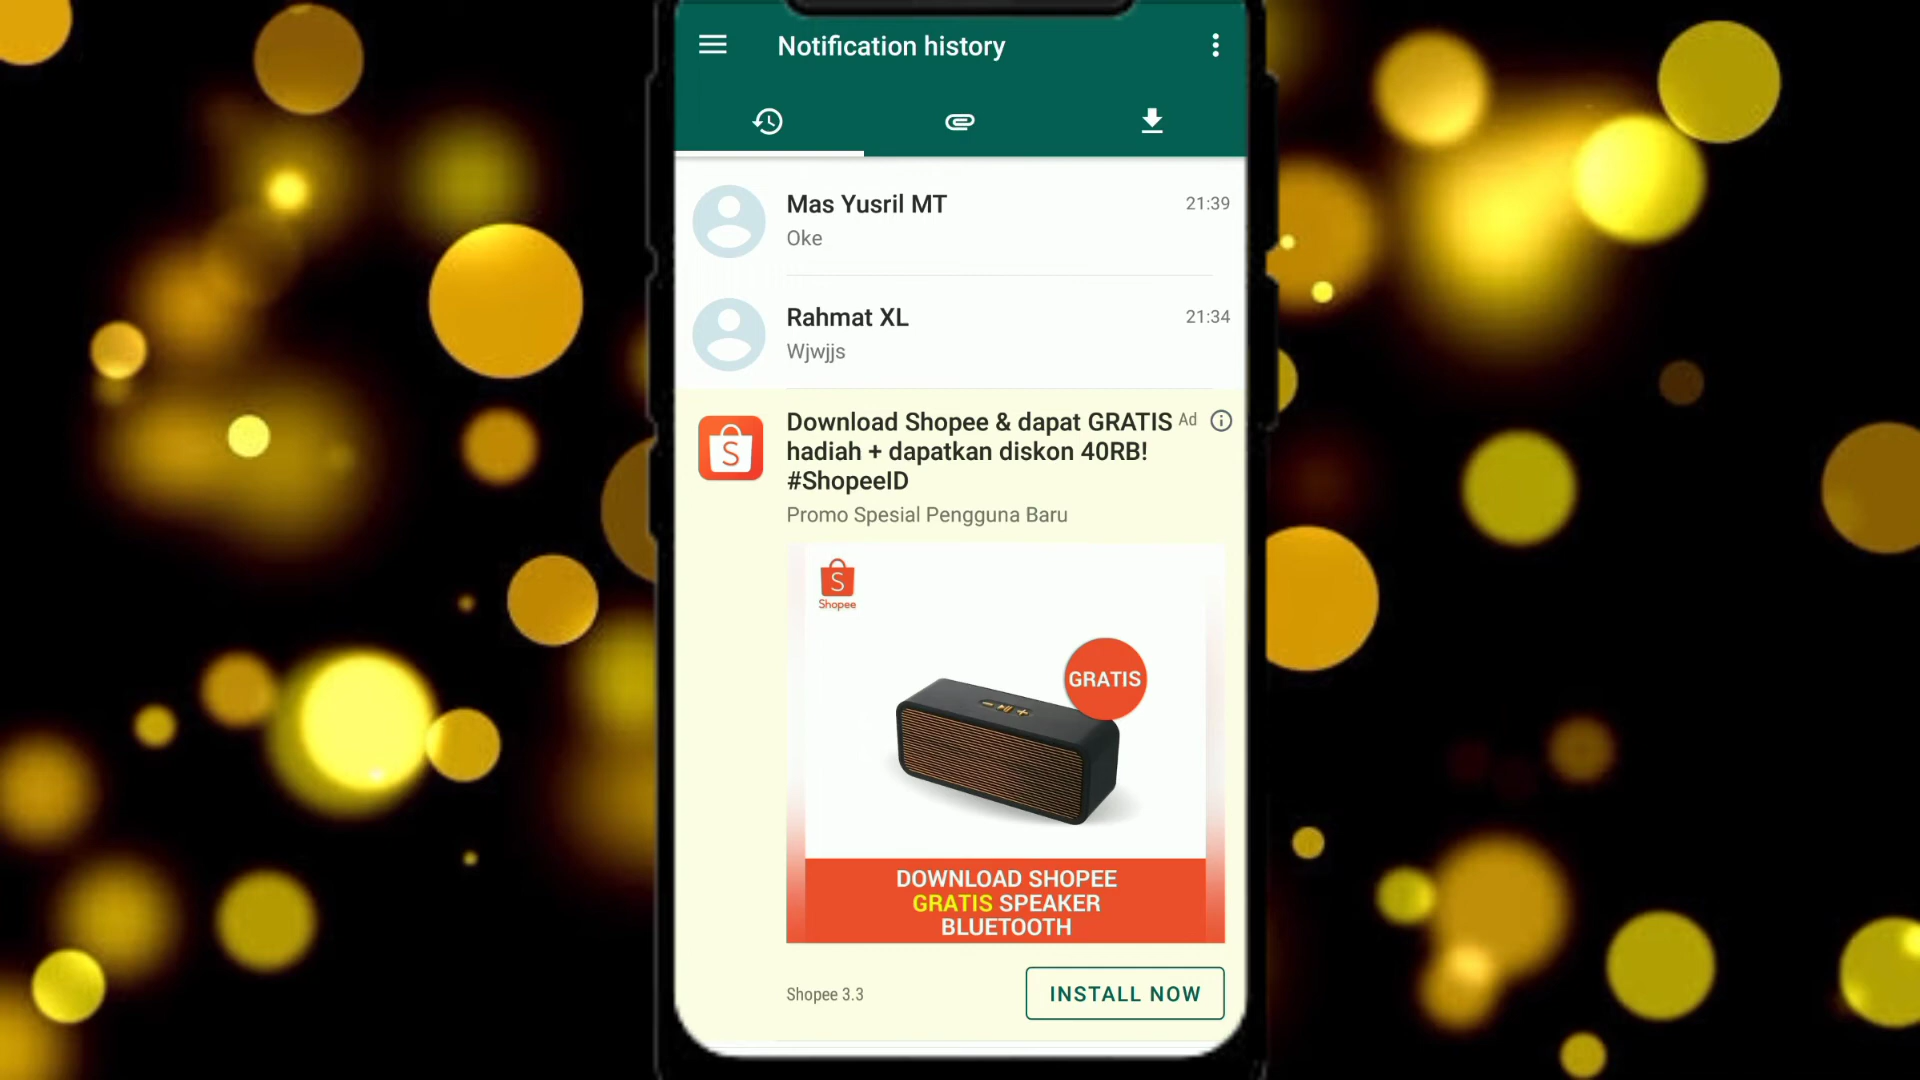 Notification history
Mas Yusril MT 21:39
Oke
Rahmat XL 21:34
Wjwjjs
Download Shopee & dapat GRATIS Ad
hadiah + dapatkan diskon 40RB!
#ShopeeID
Promo Spesial Pengguna Baru
S
S
Shopee
GRATIS
DOWNLOAD SHOPEE
GRATIS SPEAKER
BLUETOOTH
Shopee 3.3
INSTALL NOW